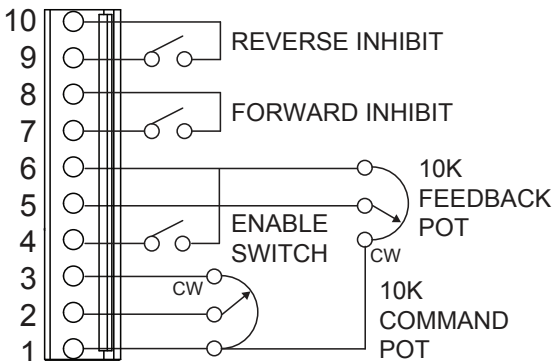 10
9
8
7
6
5
4
3
2
1
REVERSE INHIBIT
FORWARD INHIBIT
10K
FEEDBACK
POT
ENABLE
SWITCH
CW
CW
10K
COMMAND
POT